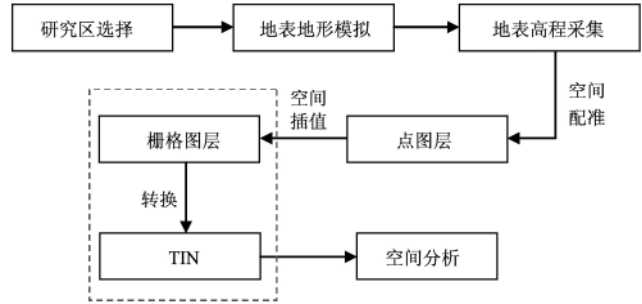 研究区选择
地表地形模拟
地表高程采集
空间
配准
点图层
空间
插值
栅格图层
转换
TIN
空间分析